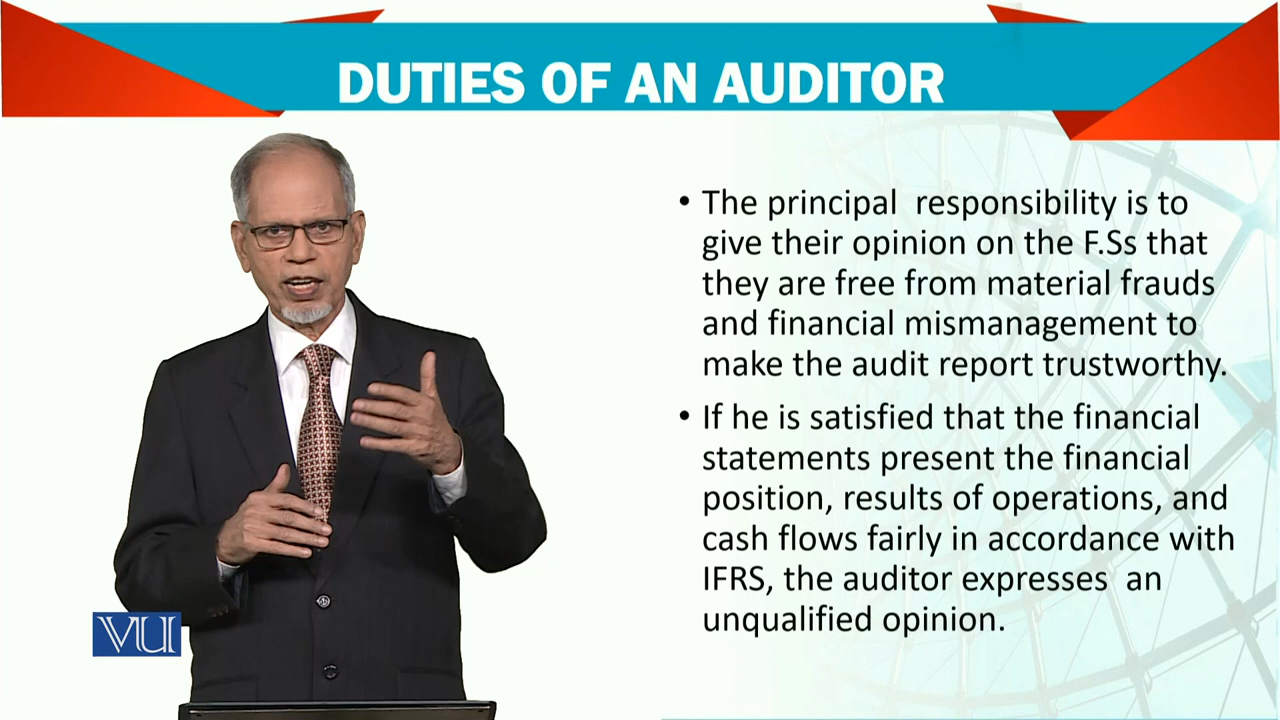 DUTIES OF AN AUDITOR
• The principal  responsibility is to
give their opinion on the F.Ss that
they are free from material frauds
and financial mismanagement to
make the audit report trustworthy.
• If he is satisfied that the financial
statements present the financial
position, results of operations, and
cash flows fairly in accordance with
IFRS, the auditor expresses  an
unqualified opinion.
VU